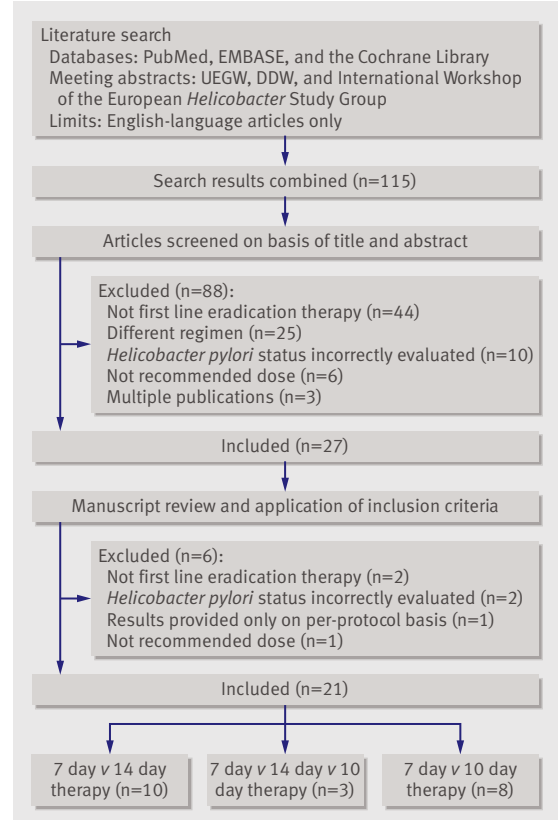 Literature search
Databases: PubMed, EMBASE, and the Cochrane Library
Meeting abstracts: UEGW, DDW, and International Workshop
of the European Helicobacter Study Group
Limits: English-language articles only
Search results combined (n=115)
Articles screened on basis of title and abstract
Excluded (n=88):
Not first line eradication therapy (n=44)
Different regimen (n=25)
Helicobacter pylori status incorrectly evaluated (n=10)
Not recommended dose (n=6)
Multiple publications (n=3)
Included (n=27)
Manuscript review and application of inclusion criteria
Excluded (n=6):
Not first line eradication therapy (n=2)
Helicobacter pylori status incorrectly evaluated (n=2)
Results provided only on per-protocol basis (n=1)
Not recommended dose (n=1)
Included (n=21)
7 day v 14 day
therapy (n=10)
7 day v 14 day v 10
day therapy (n=3)
7 day v 10 day
therapy (n=8)